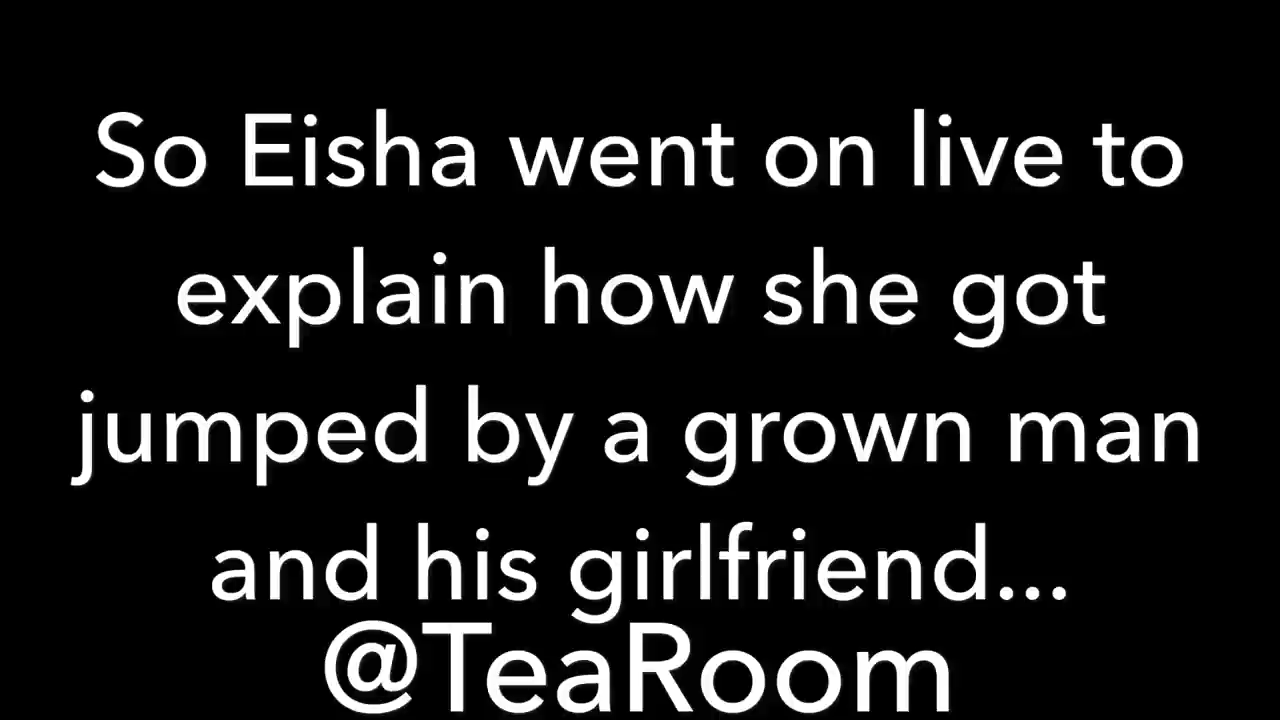 So Eisha went on live to
explain how she got
jumped by a grown man
and his girlfriend...
@TeaRoom